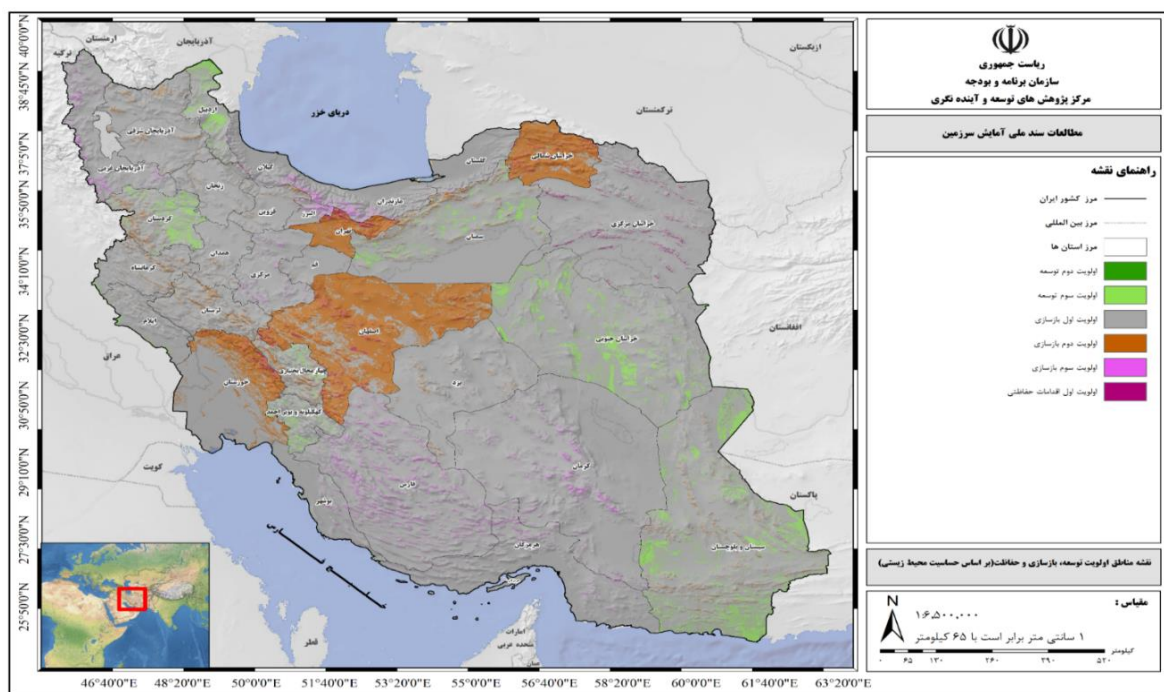 ریاست جمهوری
سازمان برنامه و بودجه
مرکز پژوهش های توسعه و آینده نگری
مطالعات سند ملی آمایش سرزمین
راهنمای نقشه
مرز کشور ایران
مرز بین المللی
مرز استان ها
اولویت دوم توسعه
اولویت سوم توسعه
اولویت اول بازسازی
اولویت دوم بازسازی
اولویت سوم بازسازی
اولویت اول اقدامات حفاظتی
نقشه مناطق اولویت توسعه، بازسازی و حفاظت(بر اساس حساسیت محیط زیستی)
مقیاس :
N
۱:۶,۵۰۰,۰۰۰
۱ سانتی متر برابر است با ۶۵ کیلومتر
کیلومتر
۰ ۶۵ ۱۳۰ ۲۶۰ ۳۹۰ ۵۲۰
ارمنستان
آذربایجان
ترکیه
ازبکستان
ترکمنستان
دریای خزر
اردبیل
آذربایجان شرقی
آذربایجان غربی
گیلان
زنجان
گلستان
خراسان شمالی
مازندران
البرز
قزوین
تهران
سمنان
خراسان مرکزی
کردستان
همدان
قم
مرکزی
کرمانشاه
لرستان
ایلام
اصفهان
خراسان جنوبی
افغانستان
عراق
چهارمحال بختیاری
خوزستان
یزد
کهگیلویه و بویر احمد
کویت
فارس
کرمان
پاکستان
بوشهر
هرمزگان
سیستان و بلوچستان
قطر
امارات
متحده عربی
40°0'0"N
38°45'0"N
37°5'0"N
35°50'0"N
34°10'0"N
32°30'0"N
30°50'0"N
29°10'0"N
27°30'0"N
25°50'0"N
46°40'0"E 48°20'0"E 50°0'0"E 51°40'0"E 53°20'0"E 55°0'0"E 56°40'0"E 58°20'0"E 60°0'0"E 61°40'0"E 63°20'0"E